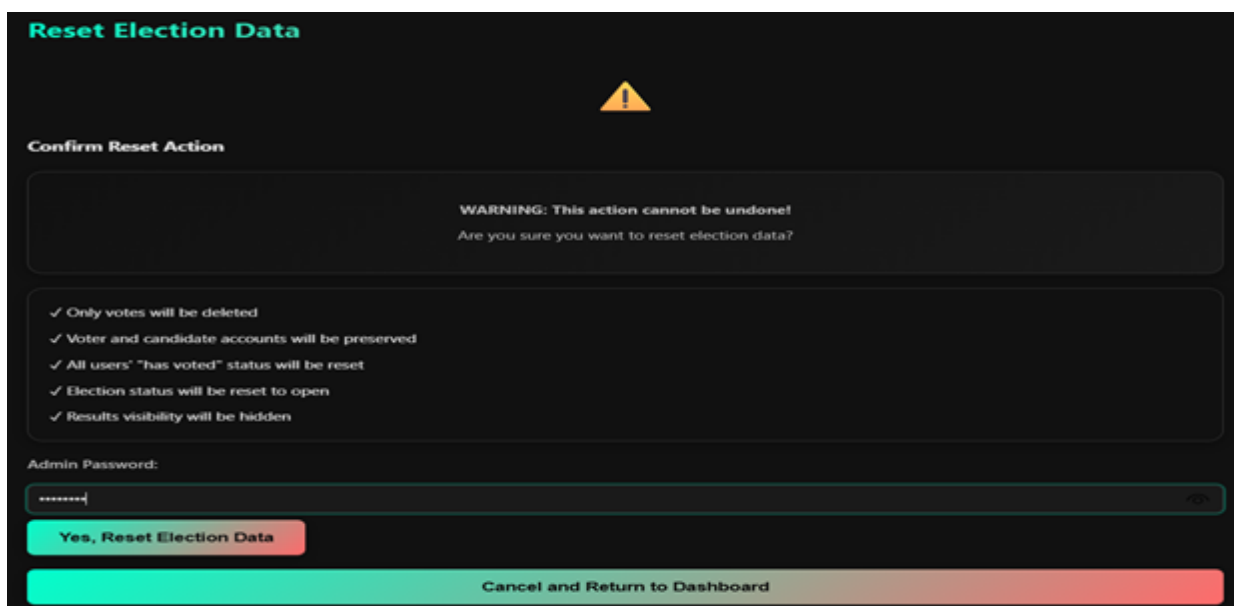 Reset Election Data
Confirm Reset Action
WARNING: This action cannot be undone!
Are you sure you want to reset election data?
✓ Only votes will be deleted
✓ Voter and candidate accounts will be preserved
✓ All users' "has voted" status will be reset
✓ Election status will be reset to open
✓ Results visibility will be hidden
Admin Password:
••••••••
Yes, Reset Election Data
Cancel and Return to Dashboard